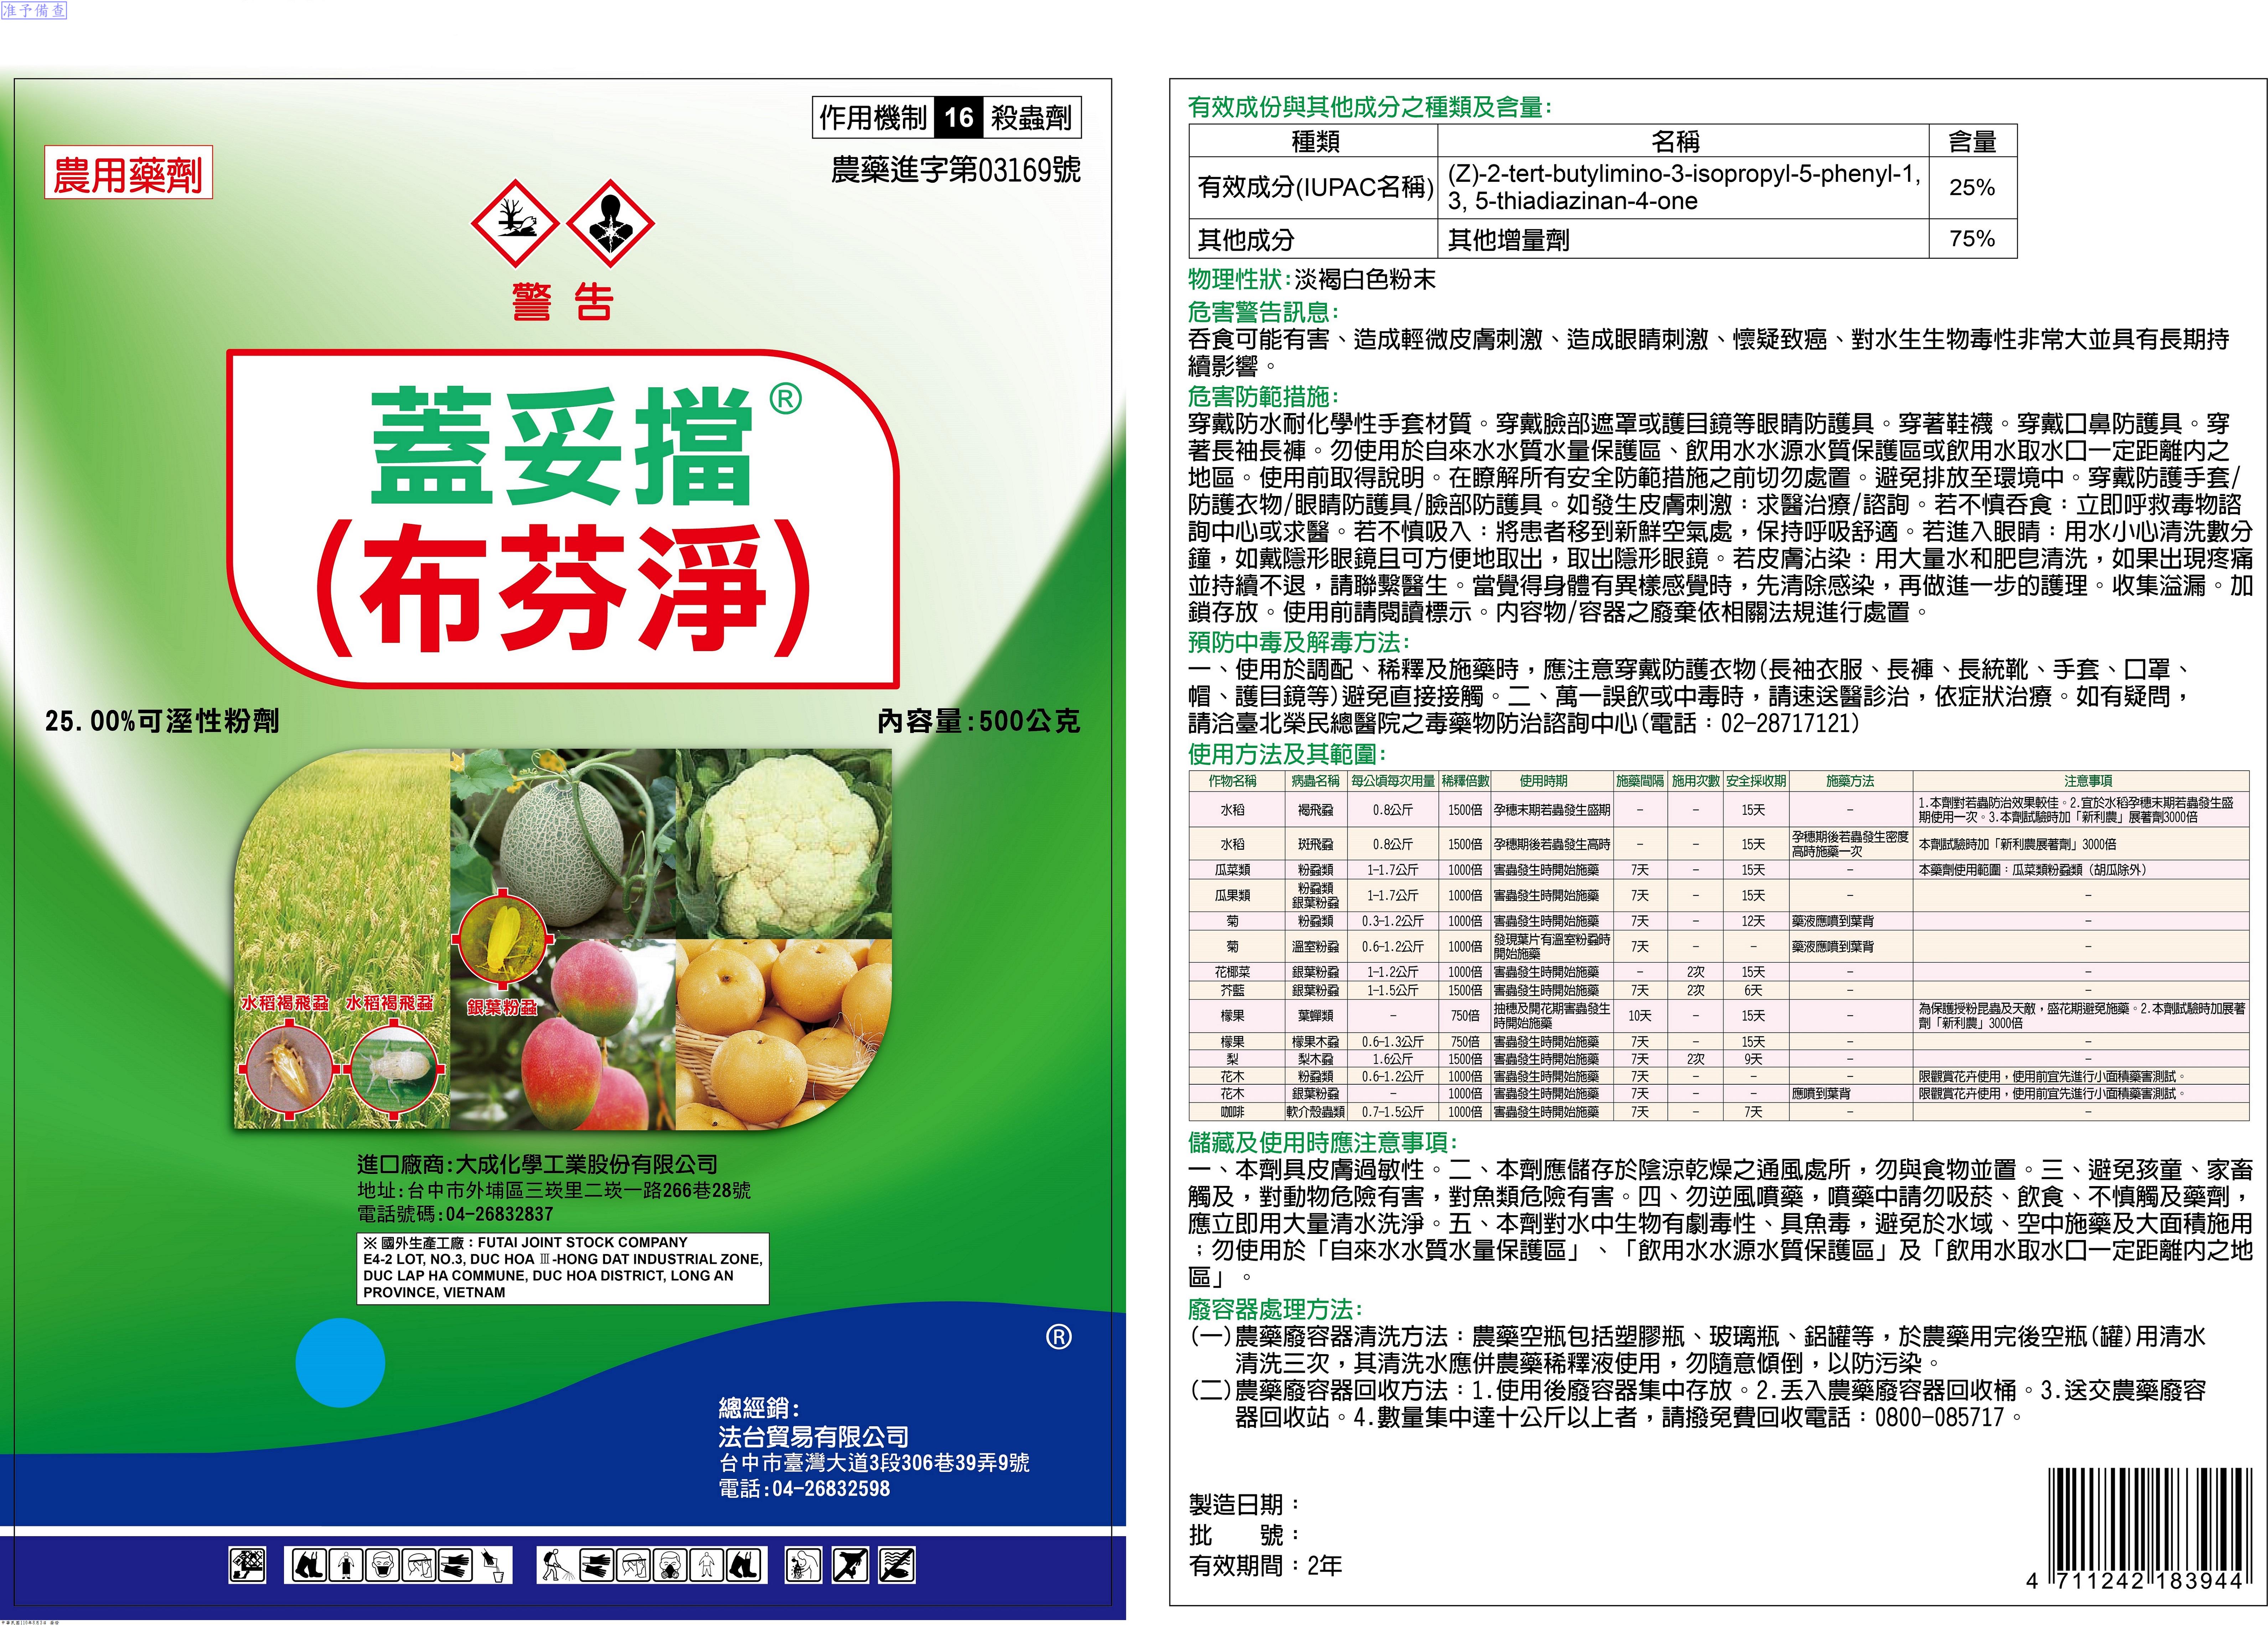 准予備查
作用機制 16 殺蟲劑
農藥進字第03169號
農用藥劑
警告
蓋妥擋®
(布芬淨)
25.00%可溼性粉劑
內容量:500公克
水稻褐飛蝨 水稻褐飛蝨
銀葉粉蝨
進口廠商:大成化學工業股份有限公司
地址:台中市外埔區三崁里二崁一路266巷28號
電話號碼:04-26832837
※ 國外生產工廠:FUTAI JOINT STOCK COMPANY
E4-2 LOT, NO.3, DUC HOA Ⅲ-HONG DAT INDUSTRIAL ZONE,
DUC LAP HA COMMUNE, DUC HOA DISTRICT, LONG AN
PROVINCE, VIETNAM
®
總經銷:
法台貿易有限公司
台中市臺灣大道3段306巷39弄9號
電話:04-26832598
有效成份與其他成分之種類及含量:
種類 名稱 含量
有效成分(IUPAC名稱) (Z)-2-tert-butylimino-3-isopropyl-5-phenyl-1, 25%
3, 5-thiadiazinan-4-one
其他成分 其他增量劑 75%
物理性狀:淡褐白色粉末
危害警告訊息:
吞食可能有害、造成輕微皮膚刺激、造成眼睛刺激、懷疑致癌、對水生生物毒性非常大並具有長期持
續影響。
危害防範措施:
穿戴防水耐化學性手套材質。穿戴臉部遮罩或護目鏡等眼睛防護具。穿著鞋襪。穿戴口鼻防護具。穿
著長袖長褲。勿使用於自來水水質水量保護區、飲用水水源水質保護區或飲用水取水口一定距離內之
地區。使用前取得說明。在瞭解所有安全防範措施之前切勿處置。避免排放至環境中。穿戴防護手套/
防護衣物/眼睛防護具/臉部防護具。如發生皮膚刺激:求醫治療/諮詢。若不慎吞食:立即呼救毒物諮
詢中心或求醫。若不慎吸入:將患者移到新鮮空氣處,保持呼吸舒適。若進入眼睛:用水小心清洗數分
鐘,如戴隱形眼鏡且可方便地取出,取出隱形眼鏡。若皮膚沾染:用大量水和肥皂清洗,如果出現疼痛
並持續不退,請聯繫醫生。當覺得身體有異樣感覺時,先清除感染,再做進一步的護理。收集溢漏。加
鎖存放。使用前請閱讀標示。內容物/容器之廢棄依相關法規進行處置。
預防中毒及解毒方法:
一、使用於調配、稀釋及施藥時,應注意穿戴防護衣物(長袖衣服、長褲、長統靴、手套、口罩、
帽、護目鏡等)避免直接接觸。二、萬一誤飲或中毒時,請速送醫診治,依症狀治療。如有疑問,
請洽臺北榮民總醫院之毒藥物防治諮詢中心(電話:02-28717121)
使用方法及其範圍:
作物名稱 病蟲名稱 每公頃每次用量 稀釋倍數 使用時期 施藥間隔 施用次數 安全採收期 施藥方法 注意事項
水稻 褐飛蝨 0.8公斤 1500倍 孕穗末期若蟲發生盛期 - - 15天 - 1.本劑對若蟲防治效果較佳。2.宜於水稻孕穗末期若蟲發生盛
期使用一次。3.本劑試驗時加「新利農」展著劑3000倍
水稻 斑飛蝨 0.8公斤 1500倍 孕穗期後若蟲發生高時 - - 15天 孕穗期後若蟲發生密度 本劑試驗時加「新利農展著劑」3000倍
高時施藥一次
瓜菜類 粉蝨類 1-1.7公斤 1000倍 害蟲發生時開始施藥 7天 - 15天 - 本藥劑使用範圍:瓜菜類粉蝨類(胡瓜除外)
瓜果類 粉蝨類 1-1.7公斤 1000倍 害蟲發生時開始施藥 7天 - 15天 - -
銀葉粉蝨
菊 粉蝨類 0.3-1.2公斤 1000倍 害蟲發生時開始施藥 7天 - 12天 藥液應噴到葉背 -
菊 溫室粉蝨 0.6-1.2公斤 1000倍 發現葉片有溫室粉蝨時 7天 - - 藥液應噴到葉背 -
開始施藥
花椰菜 銀葉粉蝨 1-1.2公斤 1000倍 害蟲發生時開始施藥 - 2次 15天 - -
芥藍 銀葉粉蝨 1-1.5公斤 1500倍 害蟲發生時開始施藥 7天 2次 6天 - -
檬果 葉蟬類 - 750倍 抽穗及開花期害蟲發生 10天 - 15天 - 為保護授粉昆蟲及天敵,盛花期避免施藥。2.本劑試驗時加展著
時開始施藥 劑「新利農」3000倍
檬果 檬果木蝨 0.6-1.3公斤 750倍 害蟲發生時開始施藥 7天 - 15天 - -
梨 梨木蝨 1.6公斤 1500倍 害蟲發生時開始施藥 7天 2次 9天 - -
花木 粉蝨類 0.6-1.2公斤 1000倍 害蟲發生時開始施藥 7天 - - - 限觀賞花卉使用,使用前宜先進行小面積藥害測試。
花木 銀葉粉蝨 - 1000倍 害蟲發生時開始施藥 7天 - - 應噴到葉背 限觀賞花卉使用,使用前宜先進行小面積藥害測試。
咖啡 軟介殼蟲類 0.7-1.5公斤 1000倍 害蟲發生時開始施藥 7天 - 7天 - -
儲藏及使用時應注意事項:
一、本劑具皮膚過敏性。二、本劑應儲存於陰涼乾燥之通風處所,勿與食物並置。三、避免孩童、家畜
觸及,對動物危險有害,對魚類危險有害。四、勿逆風噴藥,噴藥中請勿吸菸、飲食、不慎觸及藥劑,
應立即用大量清水洗淨。五、本劑對水中生物有劇毒性、具魚毒,避免於水域、空中施藥及大面積施用
;勿使用於「自來水水質水量保護區」、「飲用水水源水質保護區」及「飲用水取水口一定距離內之地
區」。
廢容器處理方法:
(一)農藥廢容器清洗方法:農藥空瓶包括塑膠瓶、玻璃瓶、鋁罐等,於農藥用完後空瓶(罐)用清水
清洗三次,其清洗水應併農藥稀釋液使用,勿隨意傾倒,以防污染。
(二)農藥廢容器回收方法:1.使用後廢容器集中存放。2.丟入農藥廢容器回收桶。3.送交農藥廢容
器回收站。4.數量集中達十公斤以上者,請撥免費回收電話:0800-085717。
製造日期:
批 號:
有效期間:2年
4 711242 183944